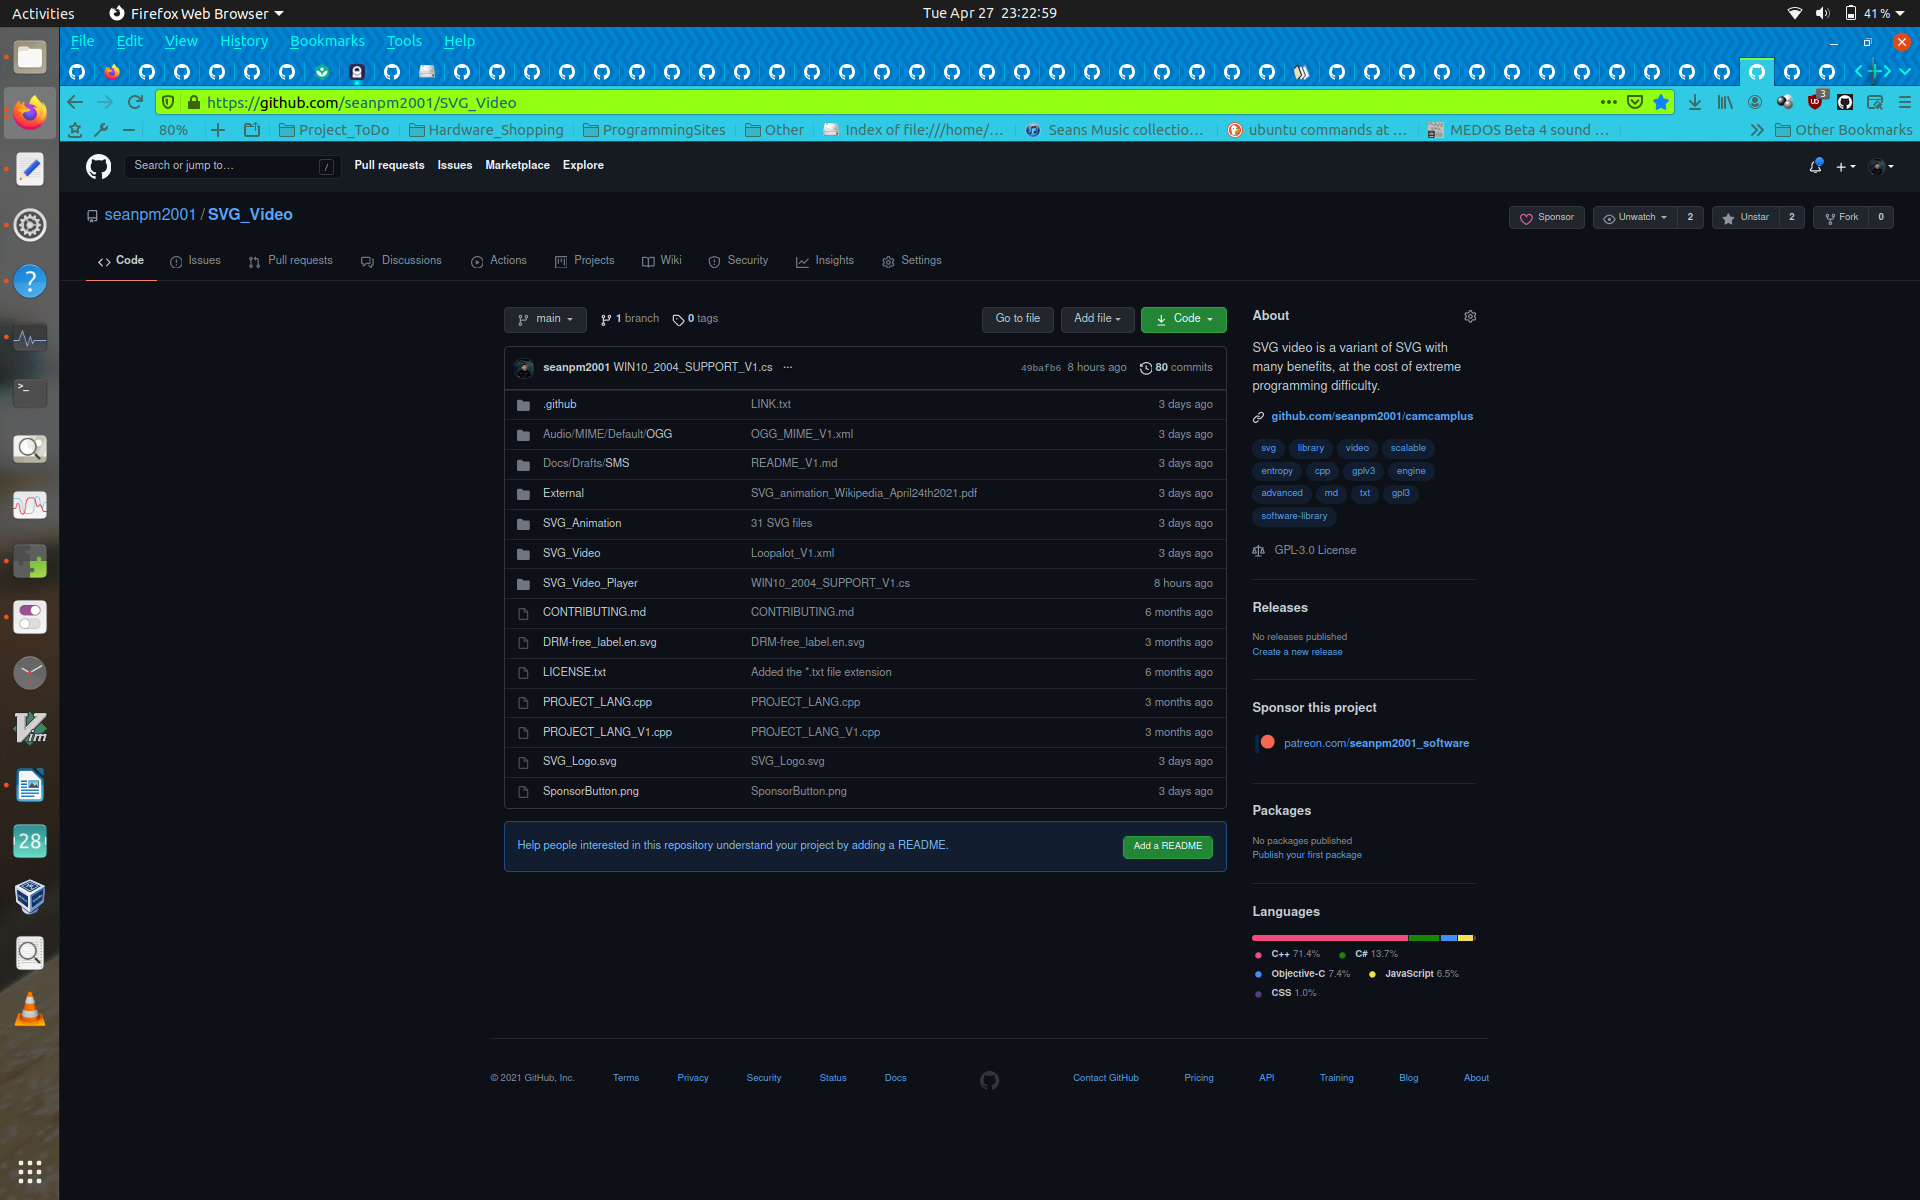 Activities
Firefox Web Browser
Tue Apr 27 23:22:59
41 %
File Edit View History Bookmarks Tools Help
https://github.com/seanpm2001/SVG_Video
3
80%
Project_ToDo
Hardware_Shopping
ProgrammingSites
Other
Index of file:///home/...
Seans Music collectio...
ubuntu commands at ...
MEDOS Beta 4 sound ...
Other Bookmarks
Search or jump to...
/
Pull requests
Issues
Marketplace
Explore
seanpm2001 / SVG_Video
Sponsor
Unwatch 2
Unstar 2
Fork 0
Code
Issues
Pull requests
Discussions
Actions
Projects
Wiki
Security
Insights
Settings
main
1 branch
0 tags
Go to file
Add file
Code
seanpm2001 WIN10_2004_SUPPORT_V1.cs ...
49bafb6 8 hours ago
80 commits
.github LINK.txt 3 days ago
Audio/MIME/Default/OGG OGG_MIME_V1.xml 3 days ago
Docs/Drafts/SMS README_V1.md 3 days ago
External SVG_animation_Wikipedia_April24th2021.pdf 3 days ago
SVG_Animation 31 SVG files 3 days ago
SVG_Video Loopalot_V1.xml 3 days ago
SVG_Video_Player WIN10_2004_SUPPORT_V1.cs 8 hours ago
CONTRIBUTING.md CONTRIBUTING.md 6 months ago
DRM-free_label.en.svg DRM-free_label.en.svg 3 months ago
LICENSE.txt Added the *.txt file extension 6 months ago
PROJECT_LANG.cpp PROJECT_LANG.cpp 3 months ago
PROJECT_LANG_V1.cpp PROJECT_LANG_V1.cpp 3 months ago
SVG_Logo.svg SVG_Logo.svg 3 days ago
SponsorButton.png SponsorButton.png 3 days ago
Help people interested in this repository understand your project by adding a README.
Add a README
About
SVG video is a variant of SVG with
many benefits, at the cost of extreme
programming difficulty.
github.com/seanpm2001/camcamplus
svg library video scalable
entropy cpp gplv3 engine
advanced md txt gpl3
software-library
GPL-3.0 License
Releases
No releases published
Create a new release
Sponsor this project
patreon.com/seanpm2001_software
Packages
No packages published
Publish your first package
Languages
C++ 71.4% C# 13.7%
Objective-C 7.4% JavaScript 6.5%
CSS 1.0%
© 2021 GitHub, Inc.
Terms
Privacy
Security
Status
Docs
Contact GitHub
Pricing
API
Training
Blog
About
?
>_
Vim
28